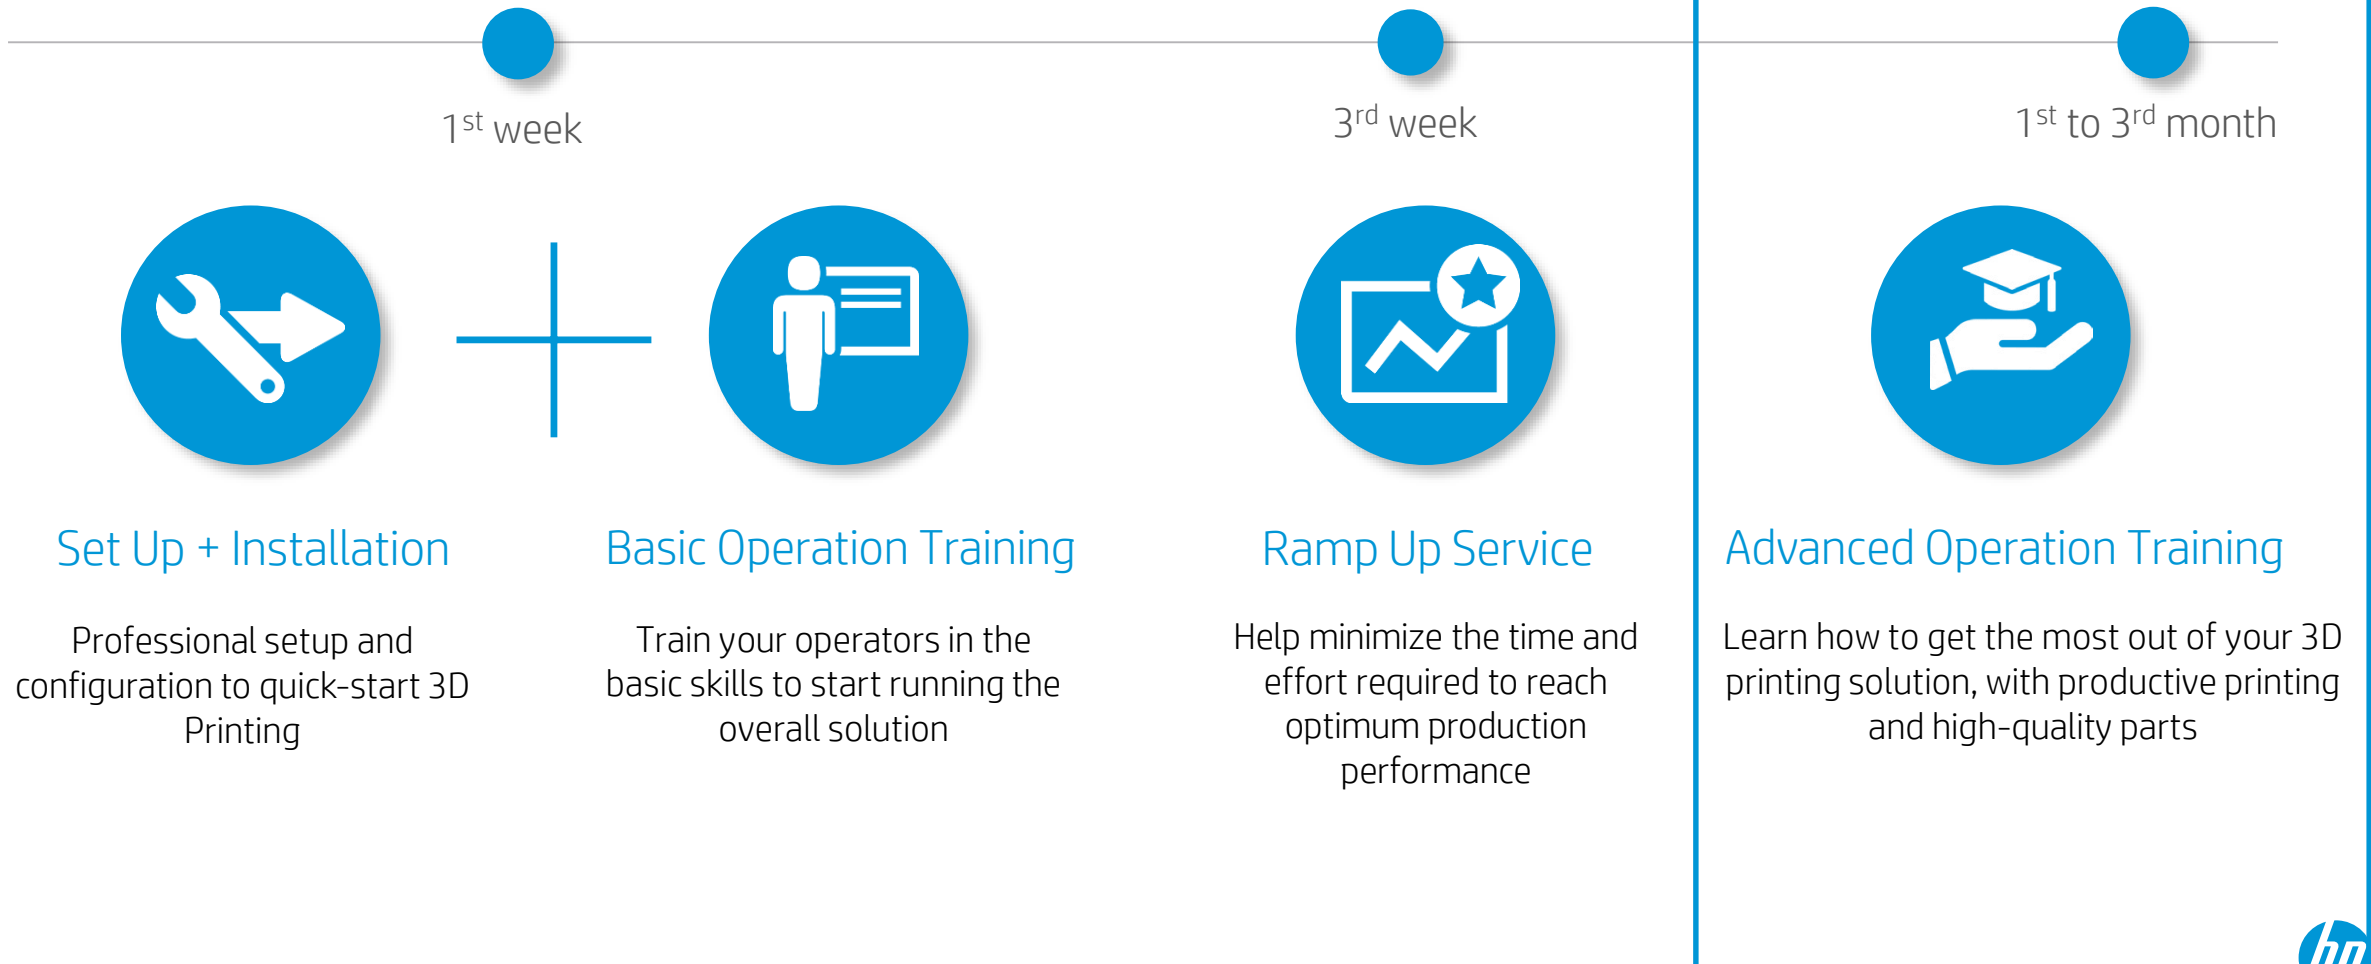 1st week
3rd week
1st to 3rd month
Set Up + Installation
Professional setup and
configuration to quick-start 3D
Printing
Basic Operation Training
Train your operators in the
basic skills to start running the
overall solution
Ramp Up Service
Help minimize the time and
effort required to reach
optimum production
performance
Advanced Operation Training
Learn how to get the most out of your 3D
printing solution, with productive printing
and high-quality parts
hp